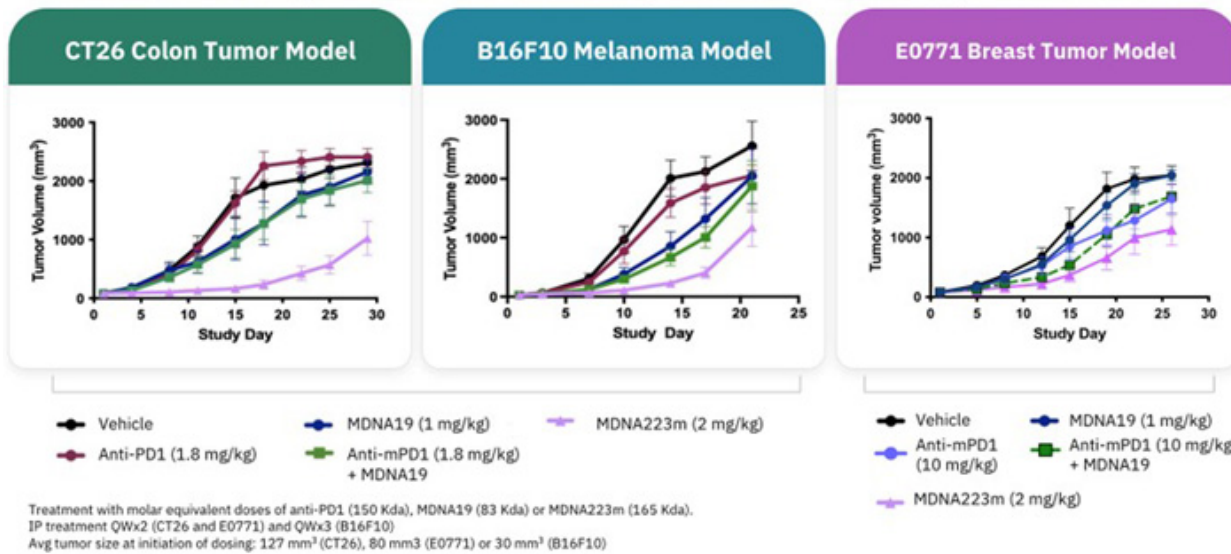 CT26 Colon Tumor Model
Tumor Volume (mm³)
3000
2000
1000
0
0 5 10 15 20 25 30
Study Day
B16F10 Melanoma Model
Tumor Volume (mm³)
3000
2000
1000
0
0 5 10 15 20 25
Study Day
E0771 Breast Tumor Model
Tumor volume (mm³)
3000
2000
1000
0
0 5 10 15 20 25 30
Study Day
Vehicle
MDNA19 (1 mg/kg)
MDNA223m (2 mg/kg)
Anti-PD1 (1.8 mg/kg)
Anti-mPD1 (1.8 mg/kg)
+ MDNA19
Vehicle
MDNA19 (1 mg/kg)
Anti-mPD1
(10 mg/kg)
Anti-mPD1 (10 mg/kg)
+ MDNA19
MDNA223m (2 mg/kg)
Treatment with molar equivalent doses of anti-PD1 (150 Kda), MDNA19 (83 Kda) or MDNA223m (165 Kda).
IP treatment QWx2 (CT26 and E0771) and QWx3 (B16F10)
Avg tumor size at initiation of dosing: 127 mm³ (CT26), 80 mm3 (E0771) or 30 mm³ (B16F10)